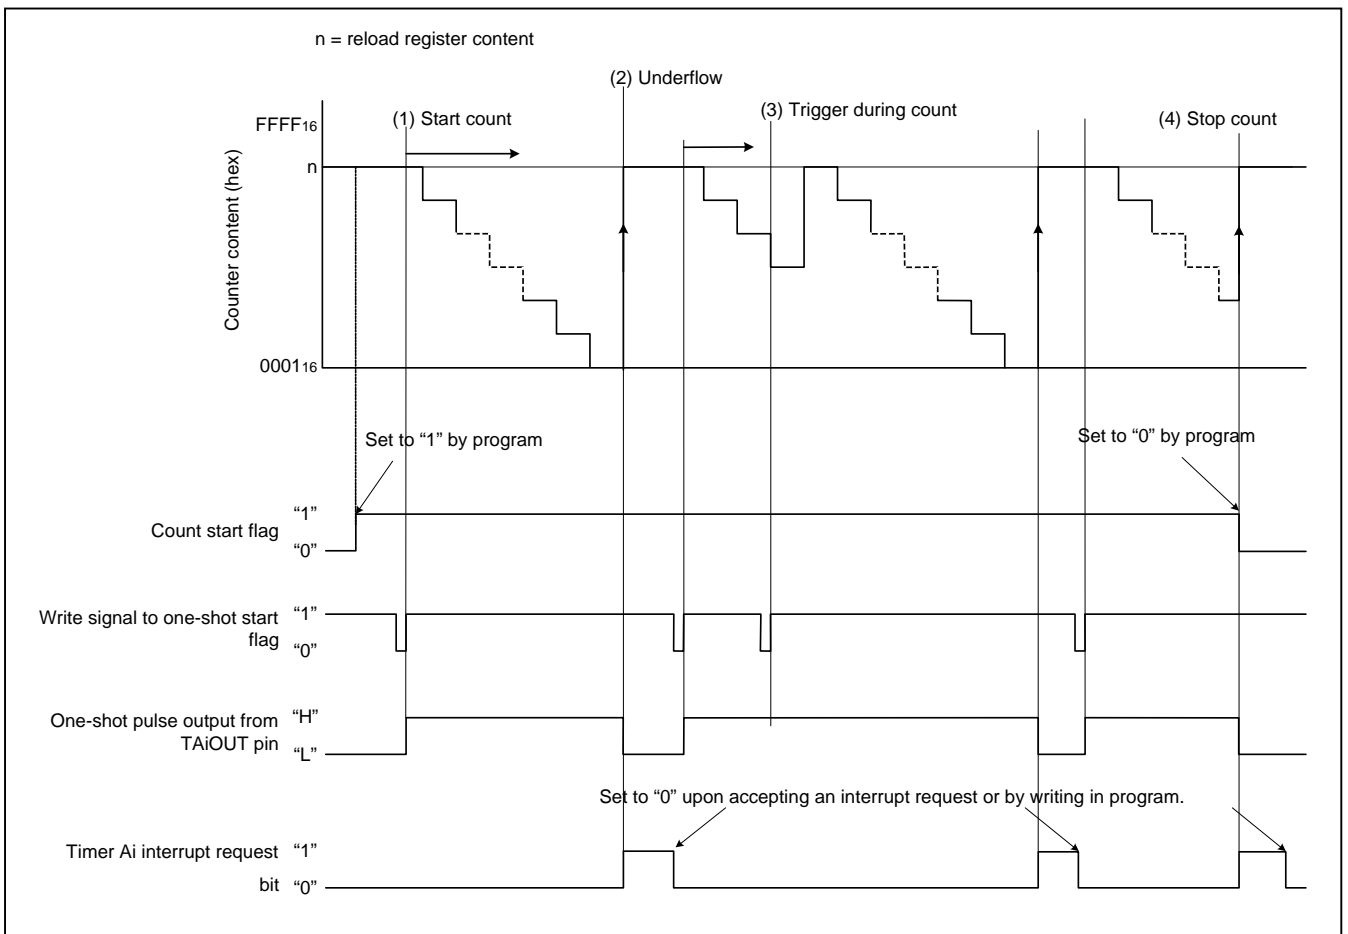 n = reload register content
(2) Underflow
(1) Start count
(3) Trigger during count
(4) Stop count
FFFF16
n
Counter content (hex)
000116
Set to “1” by program
Set to “0” by program
Count start flag
“1”
“0”
Write signal to one-shot start
flag
“1”
“0”
One-shot pulse output from
TAiOUT pin
“H”
“L”
Set to “0” upon accepting an interrupt request or by writing in program.
Timer Ai interrupt request
bit
“1”
“0”